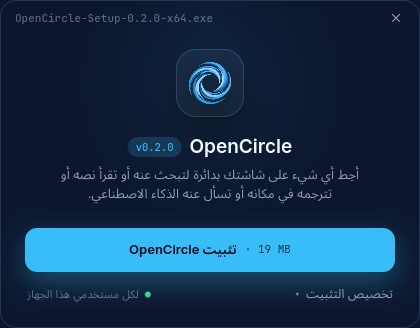 OpenCircle-Setup-0.2.0-x64.exe
OpenCircle v0.2.0
أحط أي شيء على شاشتك بدائرة لتبحث عنه أو تقرأ نصه أو
تترجمه في مكانه أو تسأل عنه الذكاء الاصطناعي.
تثبيت OpenCircle · 19 MB
تخصيص التثبيت
لكل مستخدمي هذا الجهاز